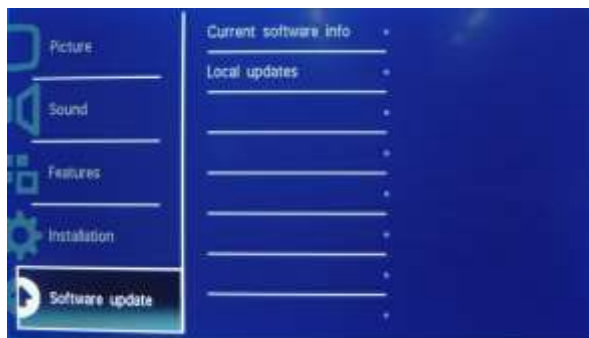 Picture
Sound
Features
Installation
Software update
Current software info
Local updates